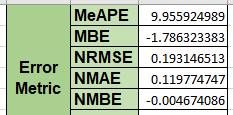 Error Metric
MeAPE 9.955924989
MBE -1.786323383
NRMSE 0.193146513
NMAE 0.119774747
NMBE -0.004674086